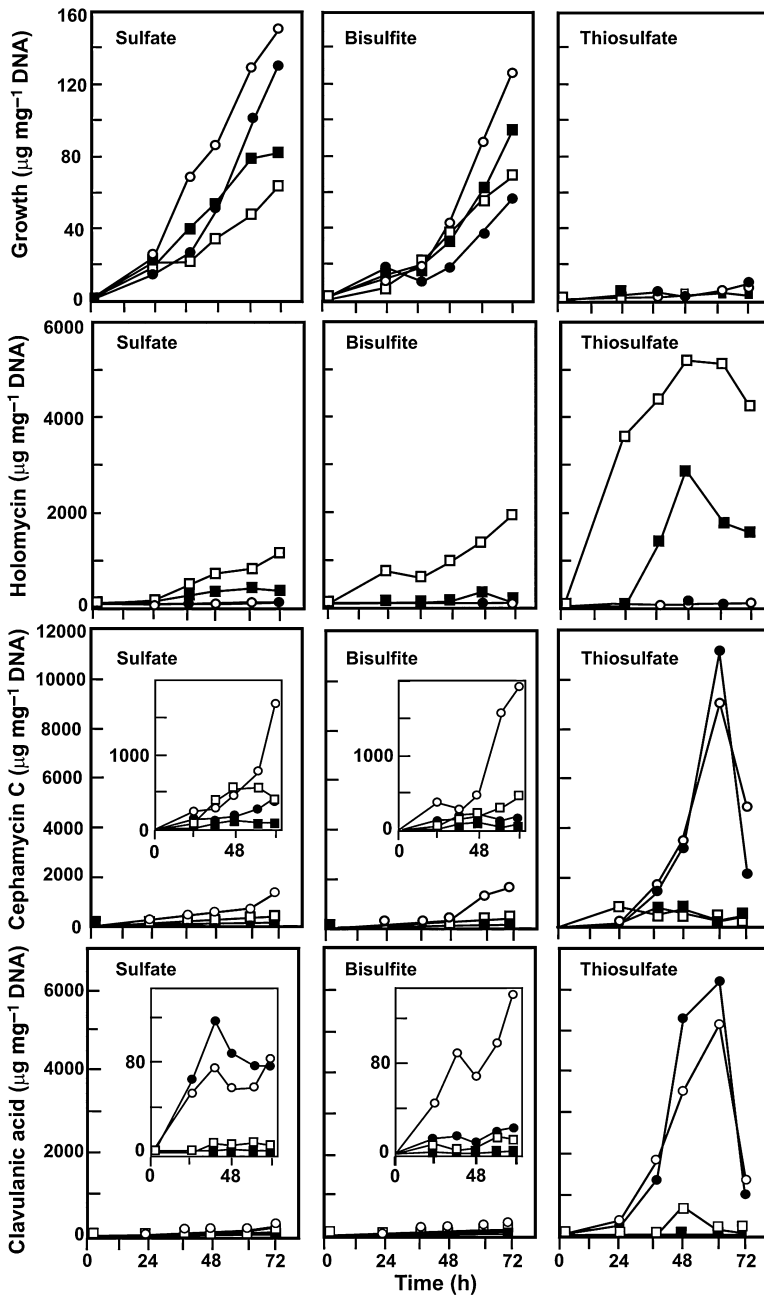 Growth (µg mg⁻¹ DNA)
160
120
80
40
0
Sulfate
Bisulfite
Thiosulfate
Holomycin (µg mg⁻¹ DNA)
6000
4000
2000
0
Sulfate
Bisulfite
Thiosulfate
Cephamycin C (µg mg⁻¹ DNA)
12000
10000
8000
6000
4000
2000
0
Sulfate
1000
0
0
48
Bisulfite
1000
0
0
48
Thiosulfate
Clavulanic acid (µg mg⁻¹ DNA)
6000
4000
2000
0
Sulfate
80
0
0
48
Bisulfite
80
0
0
48
Thiosulfate
0 24 48 72
0 24 48 72
0 24 48 72
Time (h)